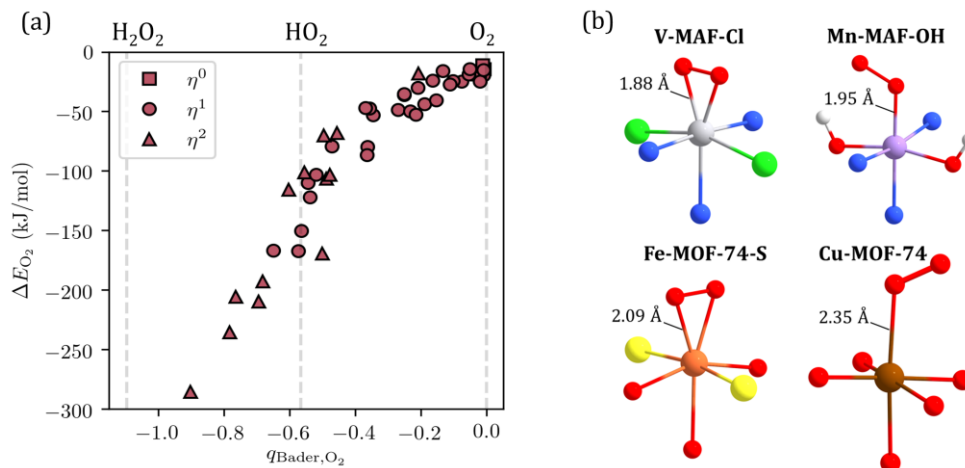 (a)
H₂O₂ HO₂ O₂
0
−50
−100
−150
−200
−250
−300
ΔE_O₂ (kJ/mol)
η⁰
η¹
η²
−1.0 −0.8 −0.6 −0.4 −0.2 0.0
q_Bader,O₂
(b)
V-MAF-Cl Mn-MAF-OH
1.88 Å 1.95 Å
Fe-MOF-74-S Cu-MOF-74
2.09 Å 2.35 Å